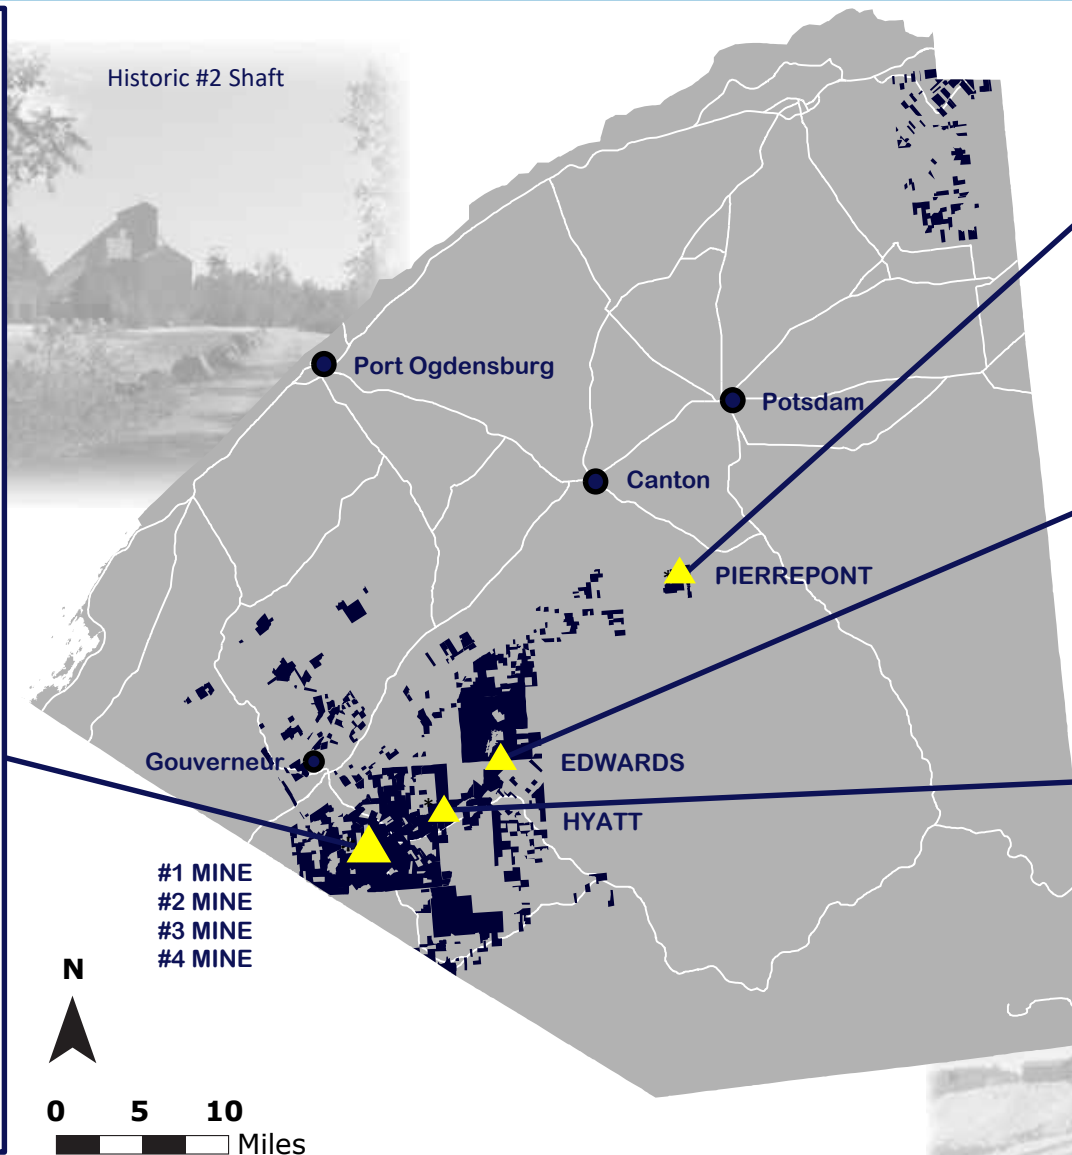 Historic #2 Shaft
Port Ogdensburg
Potsdam
Canton
PIERREPONT
Gouverneur
EDWARDS
HYATT
#1 MINE
#2 MINE
#3 MINE
#4 MINE
N
0 5 10
Miles